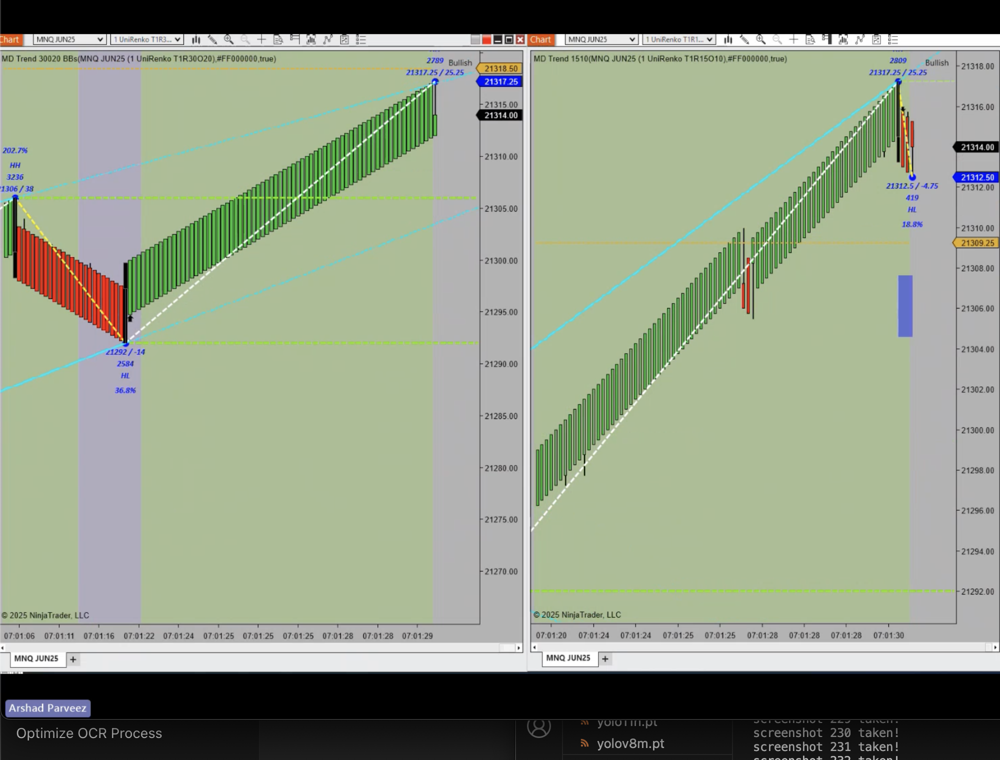 Chart MNQ JUN25 1 UniRenko T1R3...
MD Trend 30020 BBs(MNQ JUN25 (1 UniRenko T1R30O20),#FF000000,true)
2789
Bullish
21317.25 / 25.25
202.7%
HH
3236
21306 / 38
21292 / -14
2584
HL
36.8%
21318.50
21317.25
21315.00
21314.00
21310.00
21305.00
21300.00
21295.00
21290.00
21285.00
21280.00
21275.00
21270.00
© 2025 NinjaTrader, LLC
07:01:06 07:01:11 07:01:16 07:01:22 07:01:24 07:01:25 07:01:25 07:01:28 07:01:28 07:01:28 07:01:29
MNQ JUN25 +
Chart MNQ JUN25 1 UniRenko T1R1...
MD Trend 1510(MNQ JUN25 (1 UniRenko T1R15O10),#FF000000,true)
2809
Bullish
21317.25 / 25.25
21312.5 / -4.75
419
HL
18.8%
21318.00
21316.00
21314.00
21312.50
21312.00
21310.00
21309.25
21308.00
21306.00
21304.00
21302.00
21300.00
21298.00
21296.00
21294.00
21292.00
© 2025 NinjaTrader, LLC
07:01:20 07:01:24 07:01:24 07:01:25 07:01:25 07:01:28 07:01:28 07:01:28 07:01:30
MNQ JUN25 +
Arshad Parveez
Optimize OCR Process
yolo11n.pt
yolov8m.pt
screenshot 229 taken!
screenshot 230 taken!
screenshot 231 taken!
screenshot 232 taken!